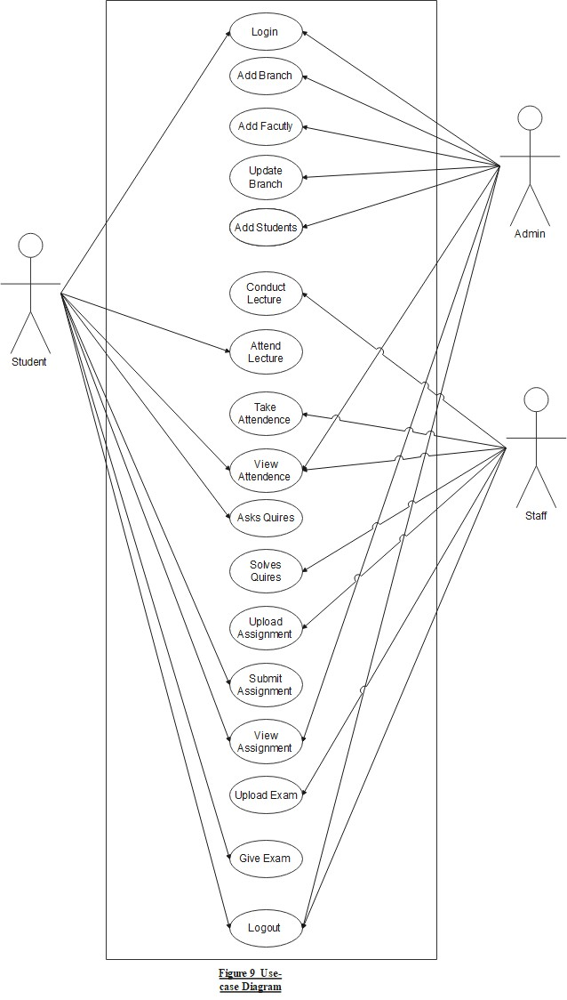 Login
Add Branch
Add Facutly
Update
Branch
Admin
Add Students
Conduct
Lecture
Student
Attend
Lecture
Take
Attendence
View
Attendence
Staff
Asks Quires
Solves
Quires
Upload
Assignment
Submit
Assignment
View
Assignment
Upload Exam
Give Exam
Logout
Figure 9  Use-
case Diagram